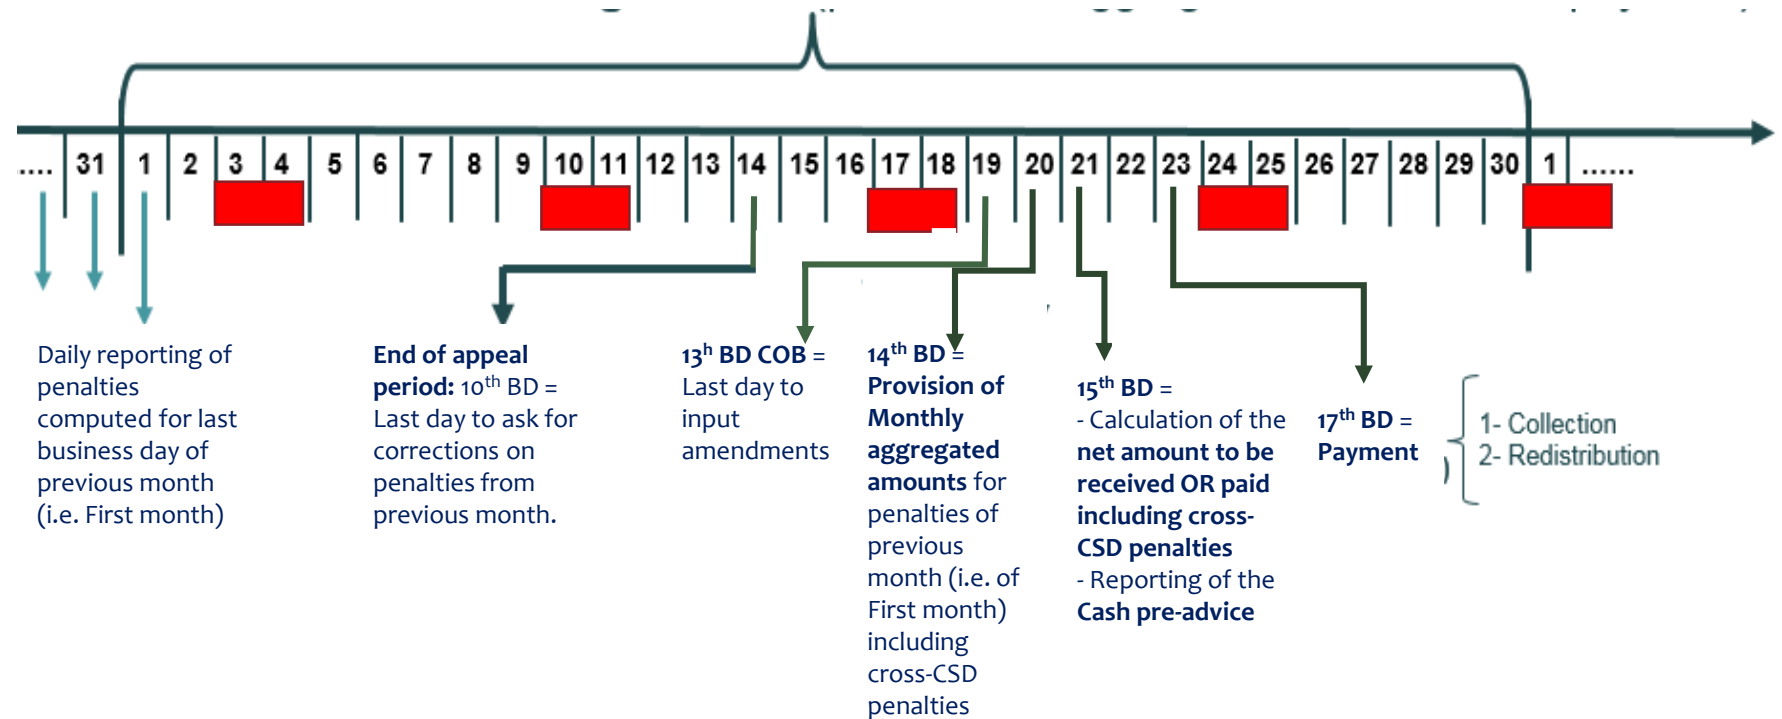 .... 31 1 2 3 4 5 6 7 8 9 10 11 12 13 14 15 16 17 18 19 20 21 22 23 24 25 26 27 28 29 30 1 ......
Daily reporting of
penalties
computed for last
business day of
previous month
(i.e. First month)
End of appeal
period: 10th BD =
Last day to ask for
corrections on
penalties from
previous month.
13h BD COB =
Last day to
input
amendments
14th BD =
Provision of
Monthly
aggregated
amounts for
penalties of
previous
month (i.e. of
First month)
including
cross-CSD
penalties
15th BD =
- Calculation of the
net amount to be
received OR paid
including cross-
CSD penalties
- Reporting of the
Cash pre-advice
17th BD =
Payment
)
1- Collection
2- Redistribution